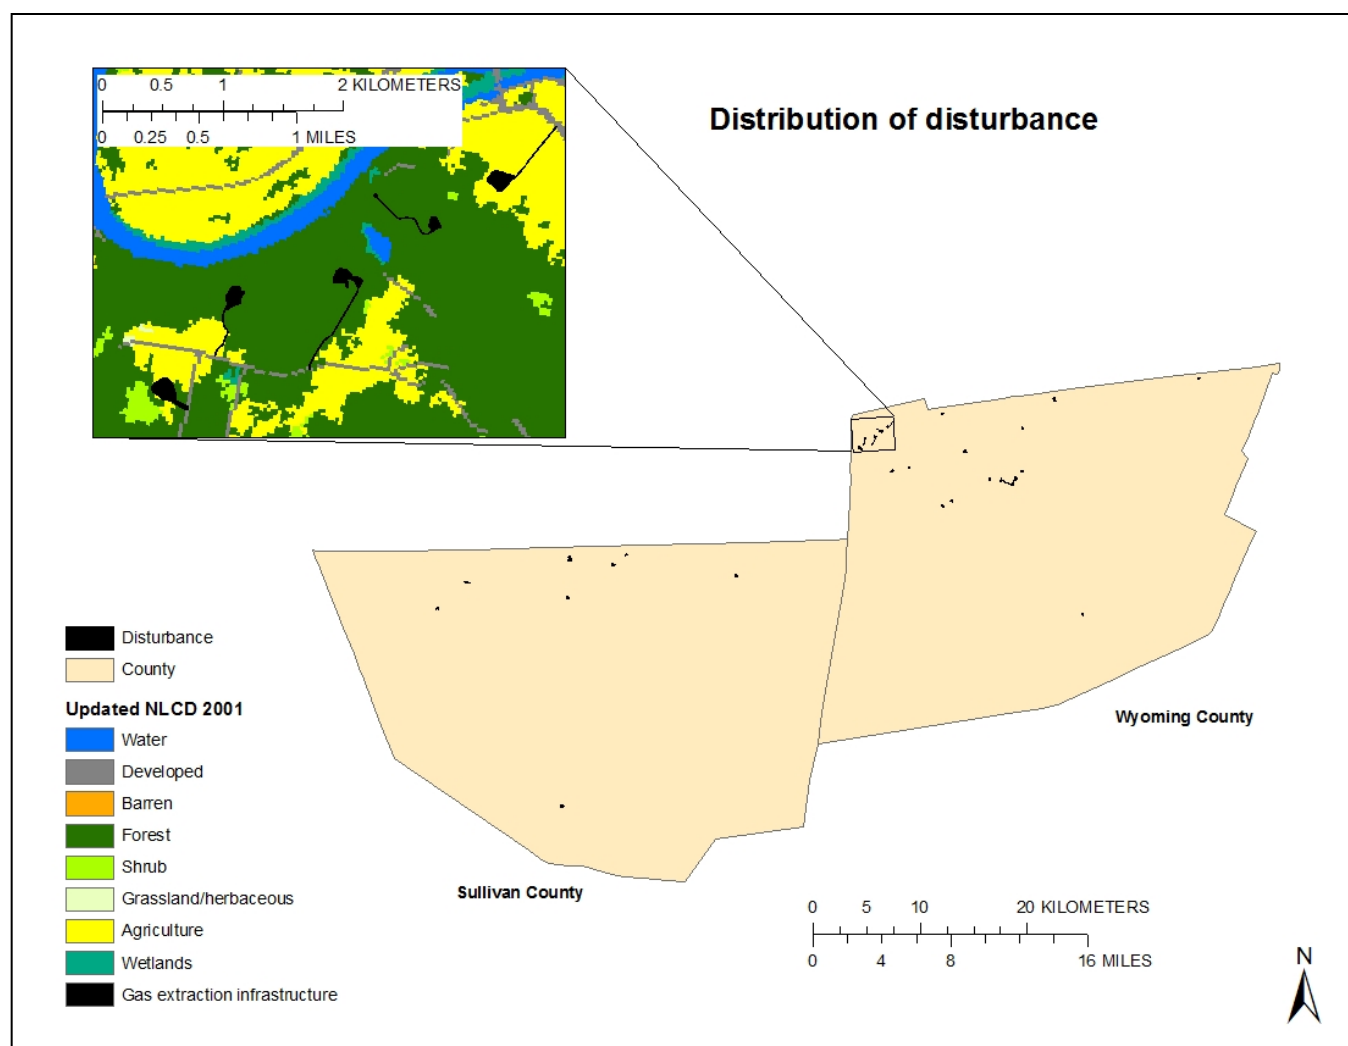 0 0.5 1 2 KILOMETERS
0 0.25 0.5 1 MILES
Distribution of disturbance
Disturbance
County
Updated NLCD 2001
Water
Developed
Barren
Forest
Shrub
Grassland/herbaceous
Agriculture
Wetlands
Gas extraction infrastructure
Wyoming County
Sullivan County
0 5 10 20 KILOMETERS
0 4 8 16 MILES
N